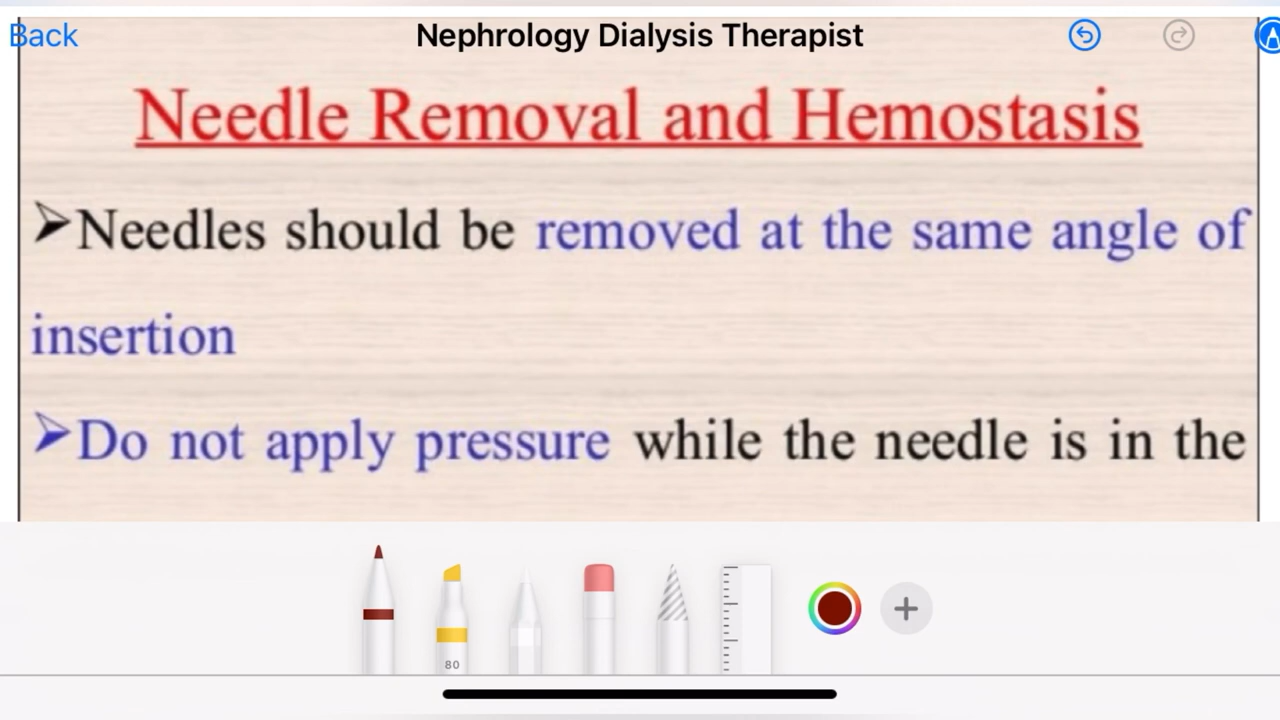 Back
Nephrology Dialysis Therapist
Needle Removal and Hemostasis
➢Needles should be removed at the same angle of
insertion
➢Do not apply pressure while the needle is in the
80